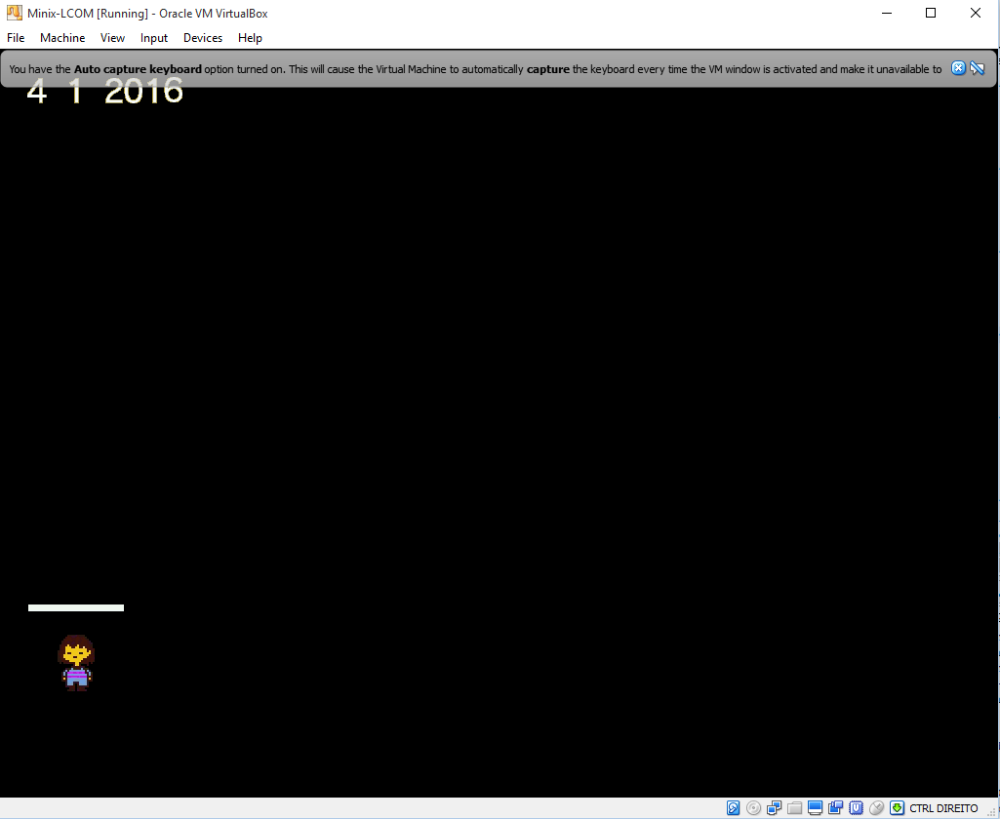 Minix-LCOM [Running] - Oracle VM VirtualBox
File Machine View Input Devices Help
You have the Auto capture keyboard option turned on. This will cause the Virtual Machine to automatically capture the keyboard every time the VM window is activated and make it unavailable to
4 1 2016
CTRL DIREITO